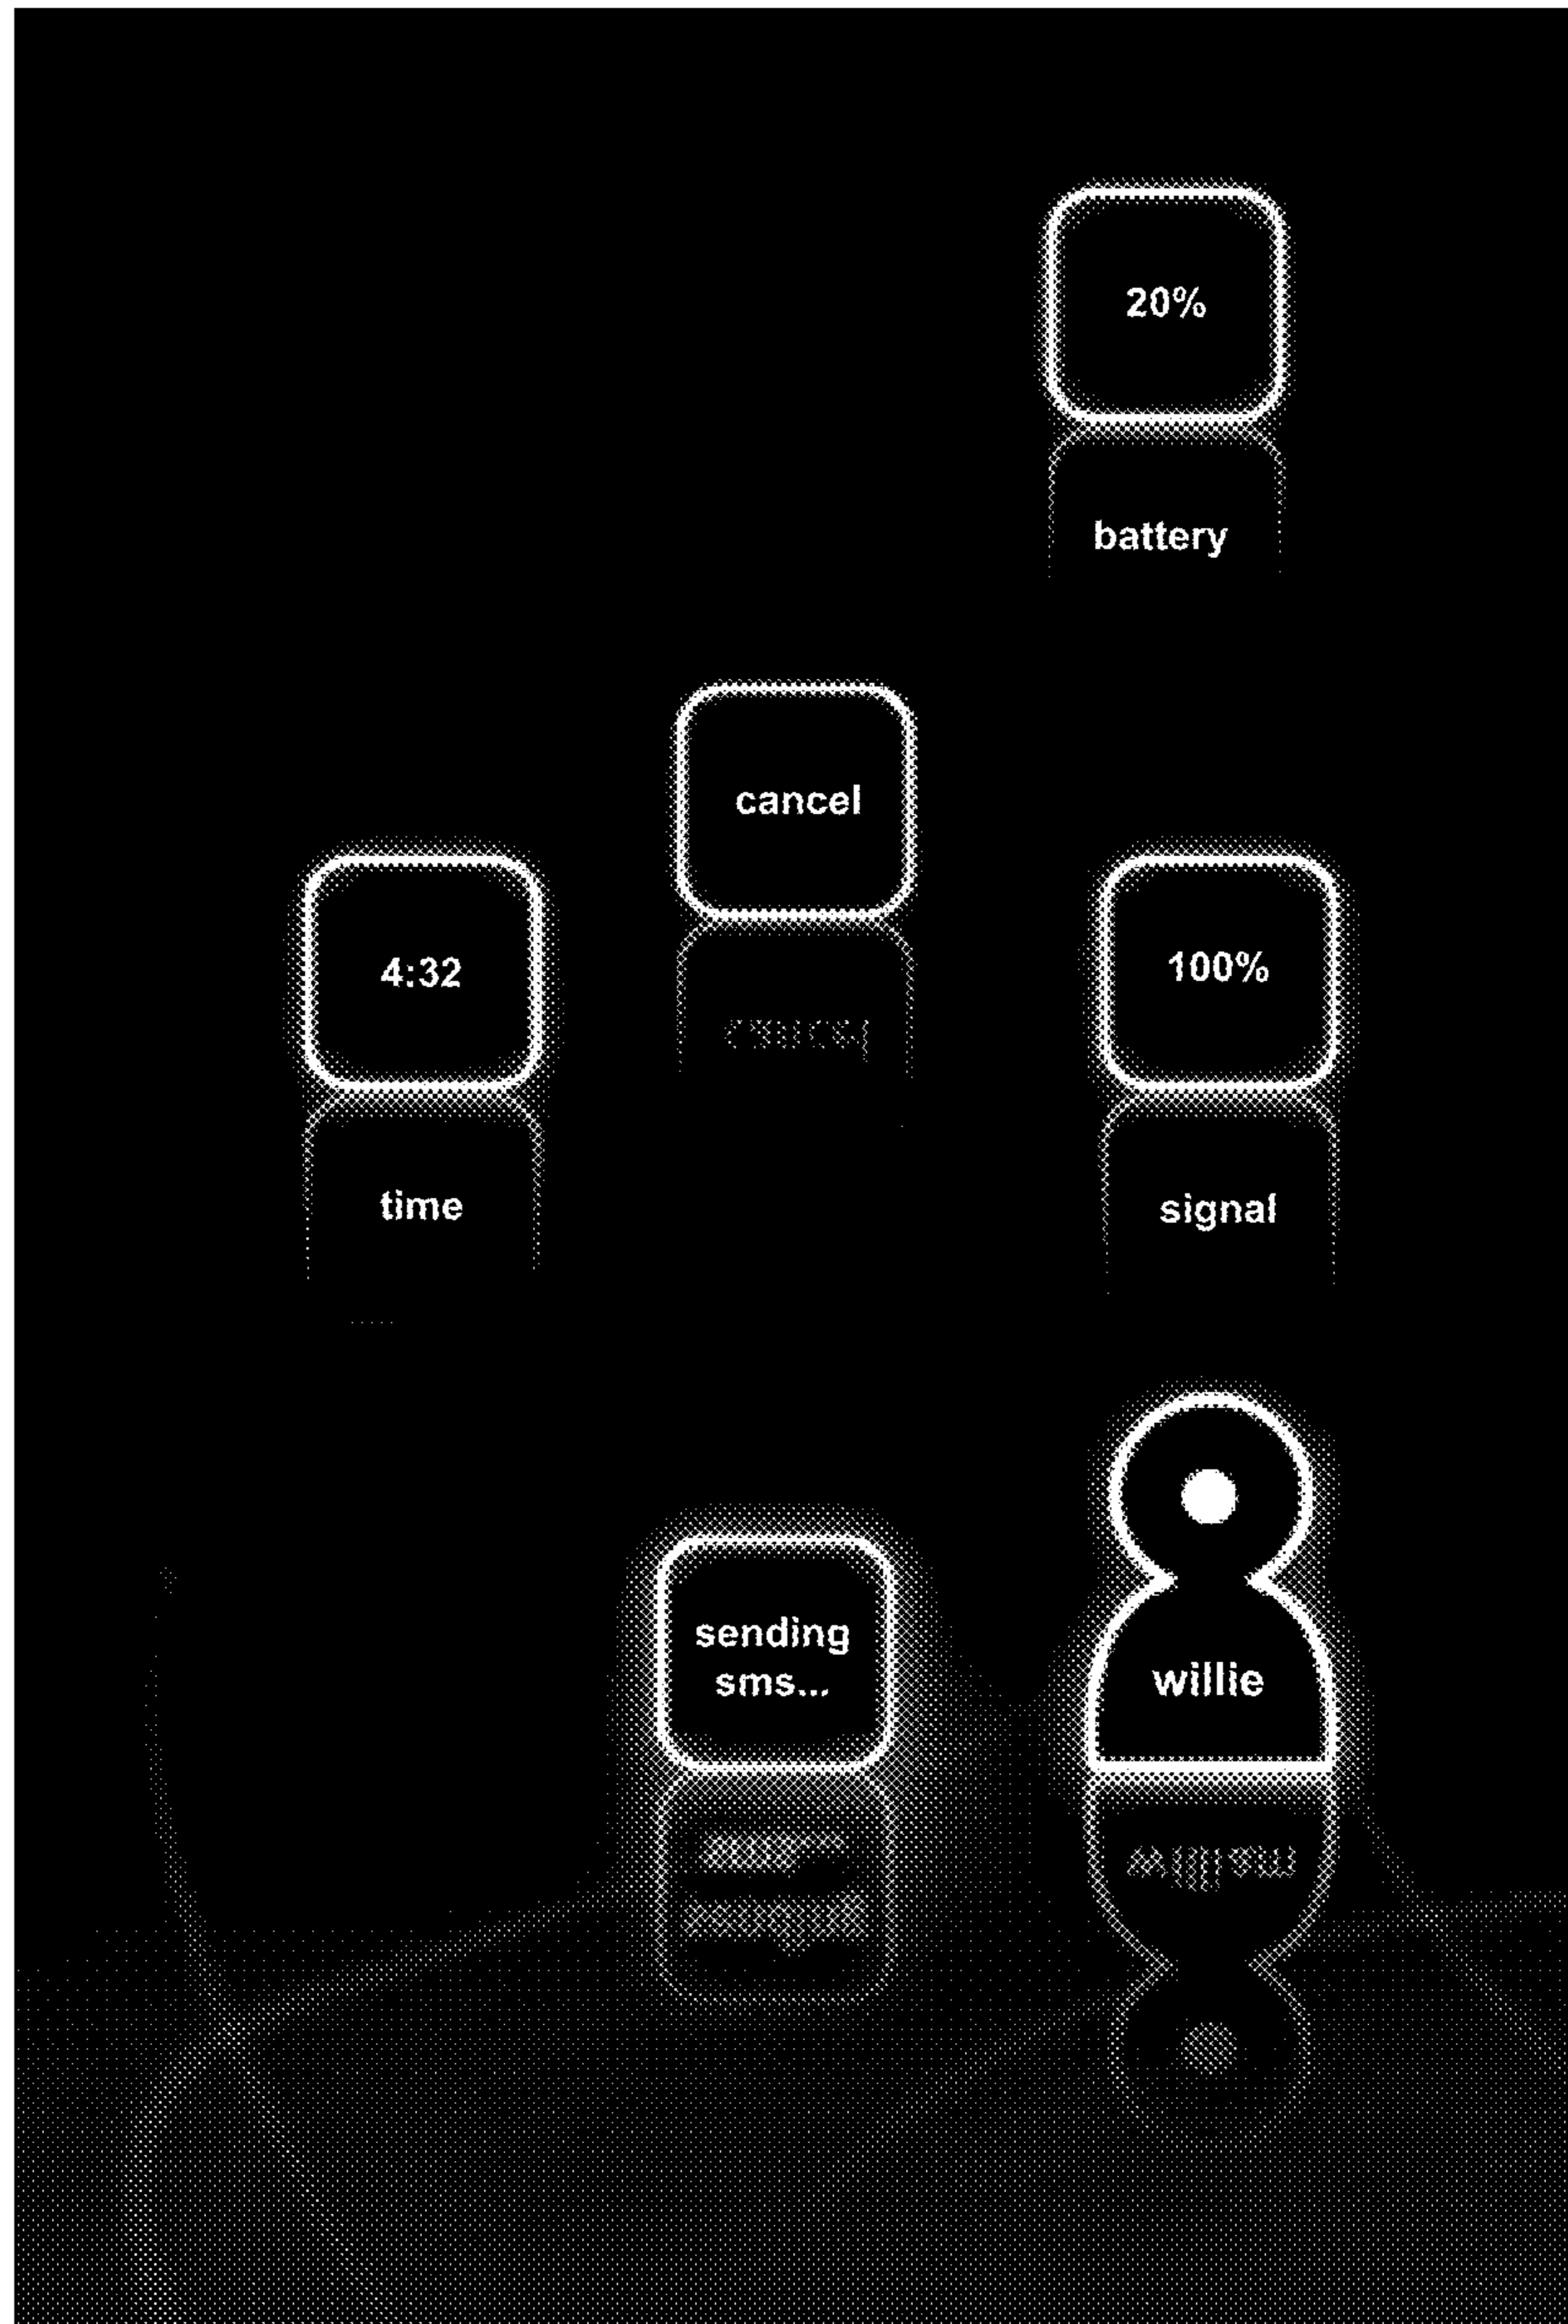 20%
battery
cancel
4:32
100%
time
signal
sending
sms...
willie